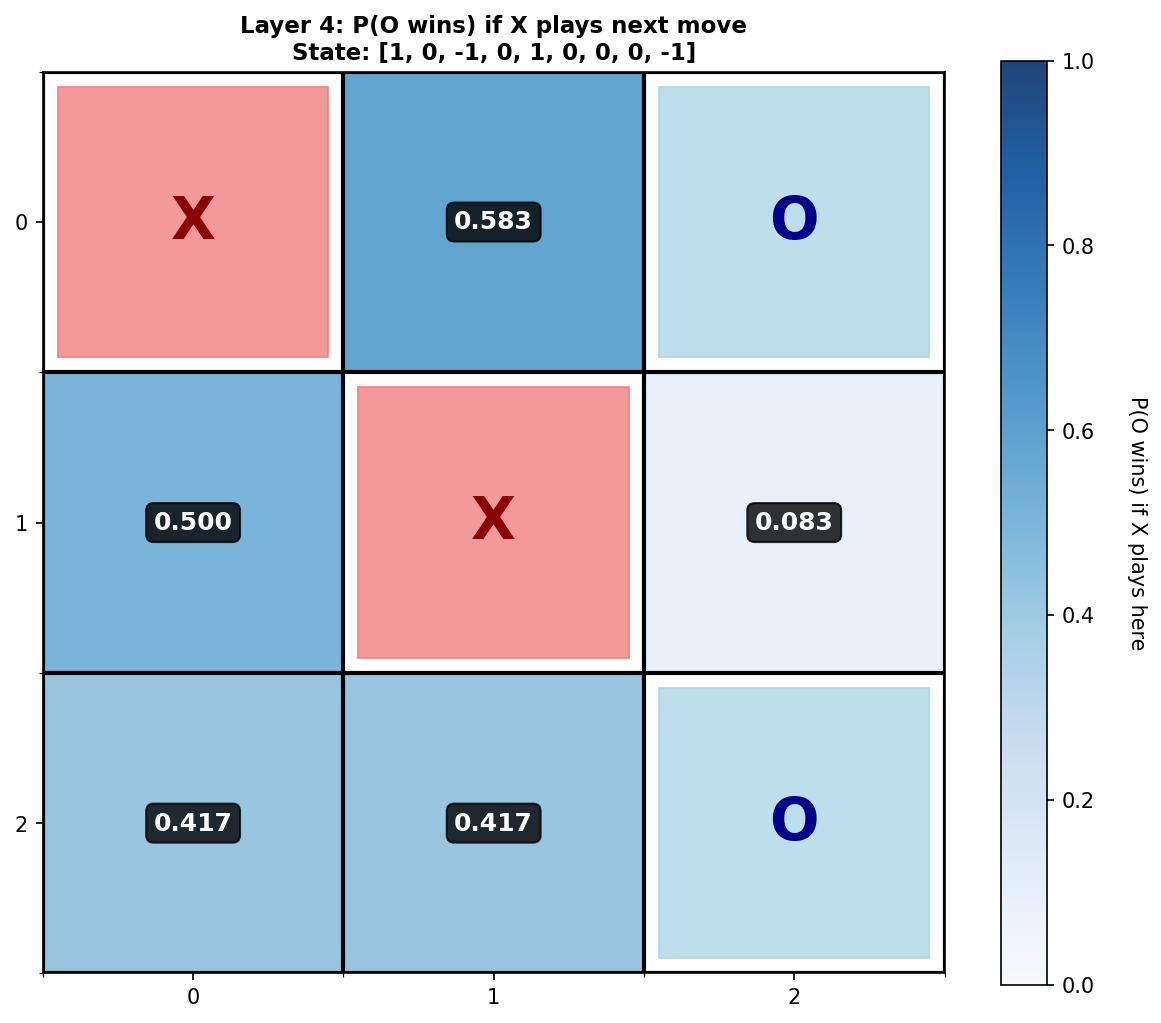 Layer 4: P(O wins) if X plays next move
State: [1, 0, -1, 0, 1, 0, 0, 0, -1]
0
X
0.583
O
1
0.500
X
0.083
2
0.417
0.417
O
0
1
2
1.0
0.8
0.6
0.4
0.2
0.0
P(O wins) if X plays here